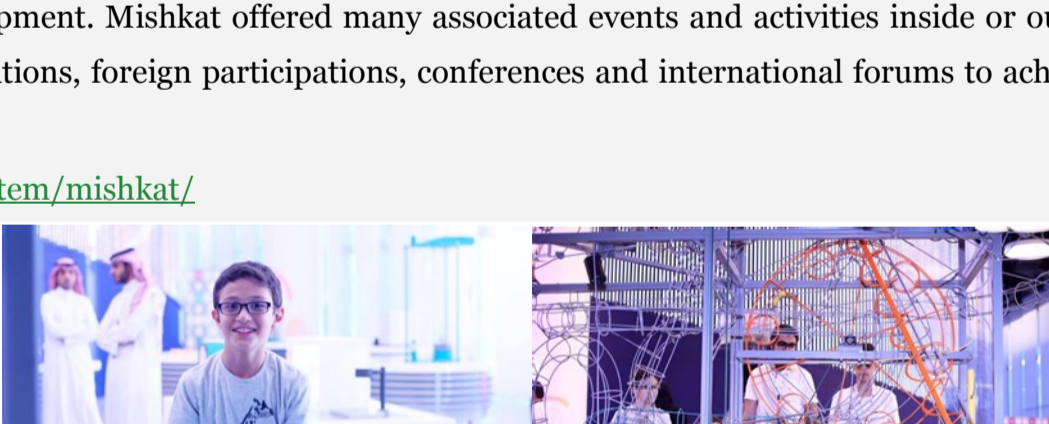 pment. Mishkat offered many associated events and activities inside or ou
tions, foreign participations, conferences and international forums to ach
tem/mishkat/